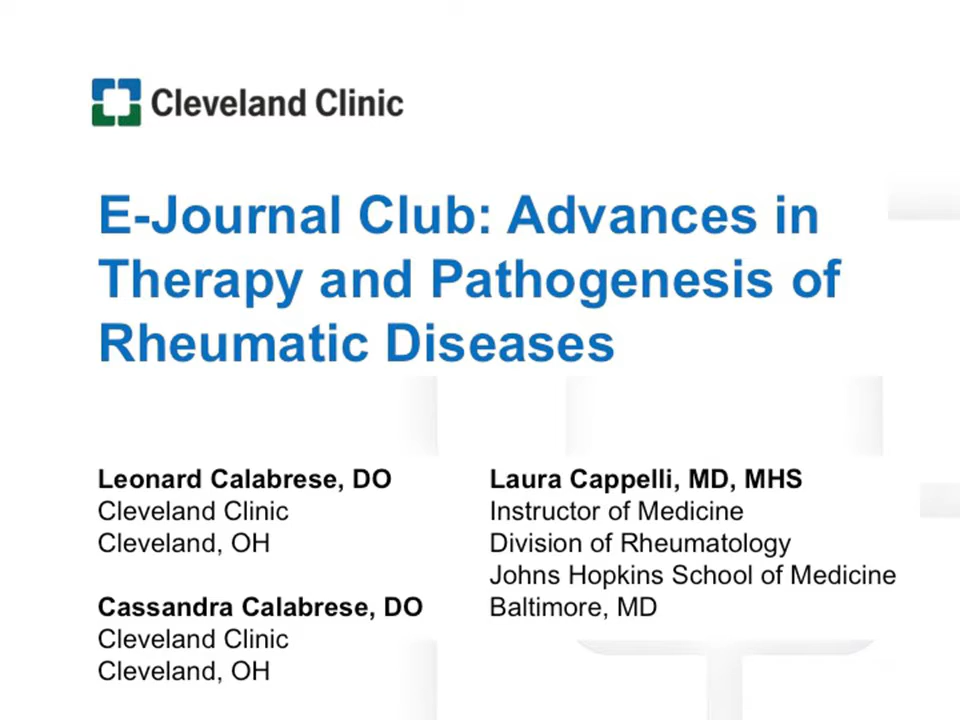 Cleveland Clinic
E-Journal Club: Advances in
Therapy and Pathogenesis of
Rheumatic Diseases
Leonard Calabrese, DO
Cleveland Clinic
Cleveland, OH
Cassandra Calabrese, DO
Cleveland Clinic
Cleveland, OH
Laura Cappelli, MD, MHS
Instructor of Medicine
Division of Rheumatology
Johns Hopkins School of Medicine
Baltimore, MD